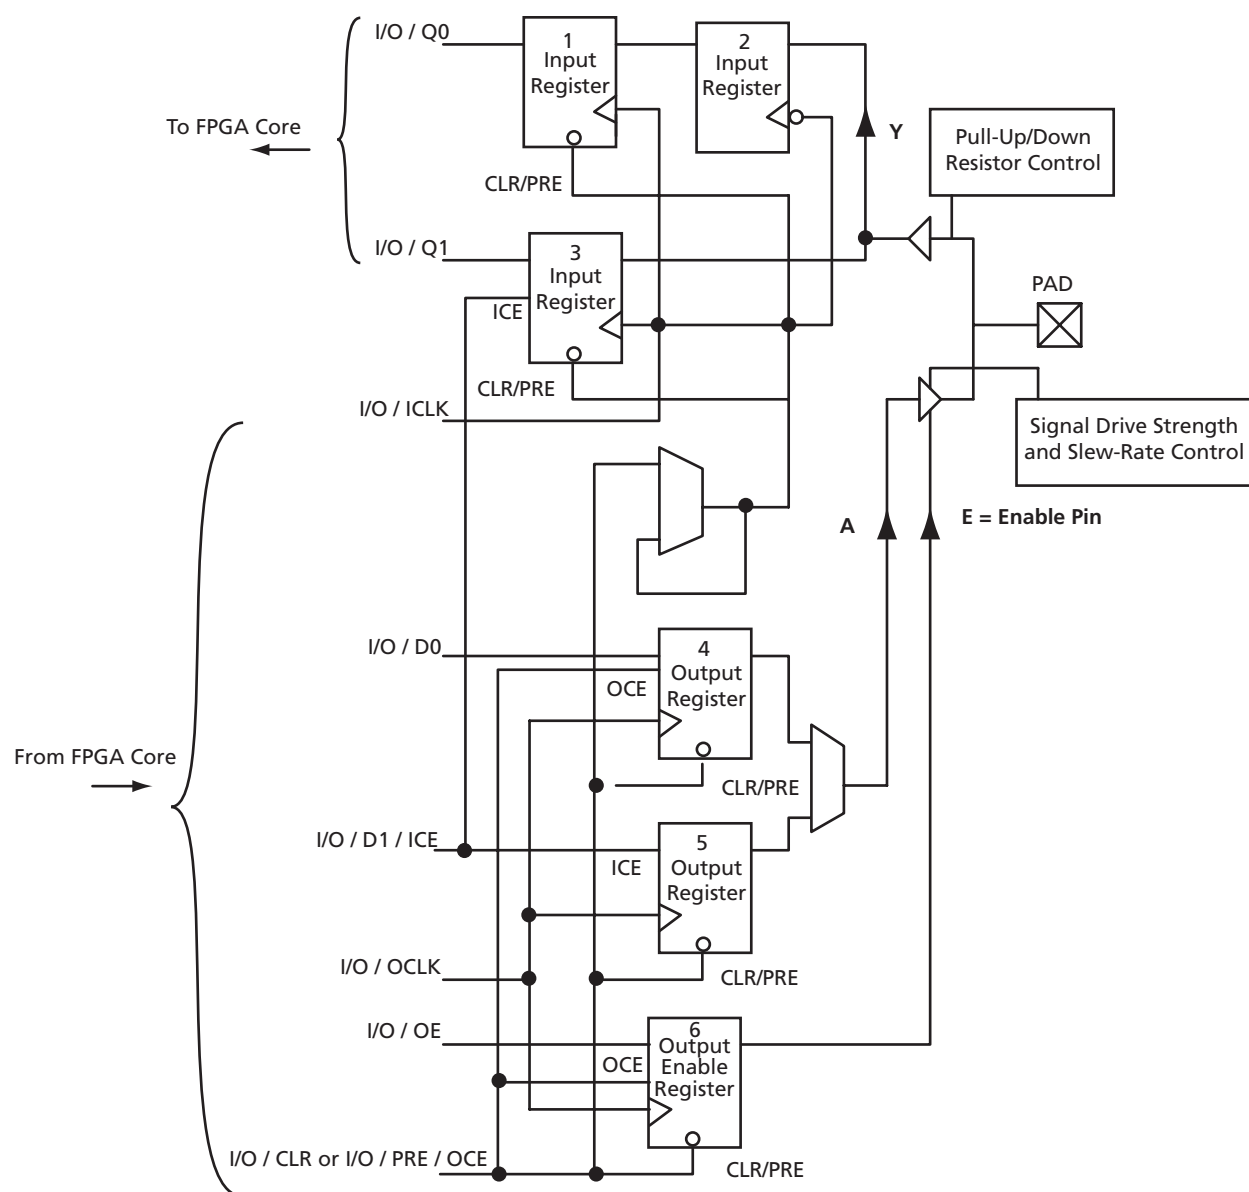 I/O / Q0
1
Input
Register
2
Input
Register
To FPGA Core
Y
Pull-Up/Down
Resistor Control
CLR/PRE
I/O / Q1
3
Input
Register
ICE
PAD
CLR/PRE
I/O / ICLK
Signal Drive Strength
and Slew-Rate Control
A
E = Enable Pin
I/O / D0
4
Output
Register
OCE
From FPGA Core
CLR/PRE
I/O / D1 / ICE
5
Output
Register
ICE
I/O / OCLK
CLR/PRE
I/O / OE
6
Output
Enable
Register
OCE
I/O / CLR or I/O / PRE / OCE
CLR/PRE